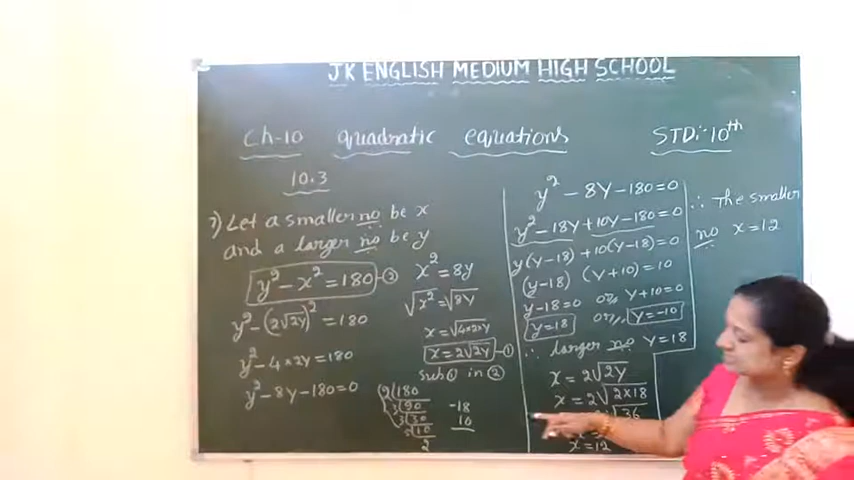 JK ENGLISH MEDIUM HIGH SCHOOL
Ch-10 quadratic equations STD:-10th
10.3
7) Let a smaller no be x
and a larger no be y
y² - x² = 180 -②
y² - (2√2y)² = 180
y² - 4×2y = 180
y² - 8y - 180 = 0
x² = 8y
√x² = √8y
x = √4×2×y
x = 2√2y -①
sub ① in ②
2 180
90
3 30
10
2
-18
10
y² - 8y - 180 = 0
y² - 18y + 10y - 180 = 0
y(y-18) + 10(y-18) = 0
(y-18) (y+10) = 10
y-18=0 or y+10=0
y=18 or y=-10
∴ larger no y=18
x = 2√2y
x = 2√2×18
√36
x=12
∴ The smaller
no x=12